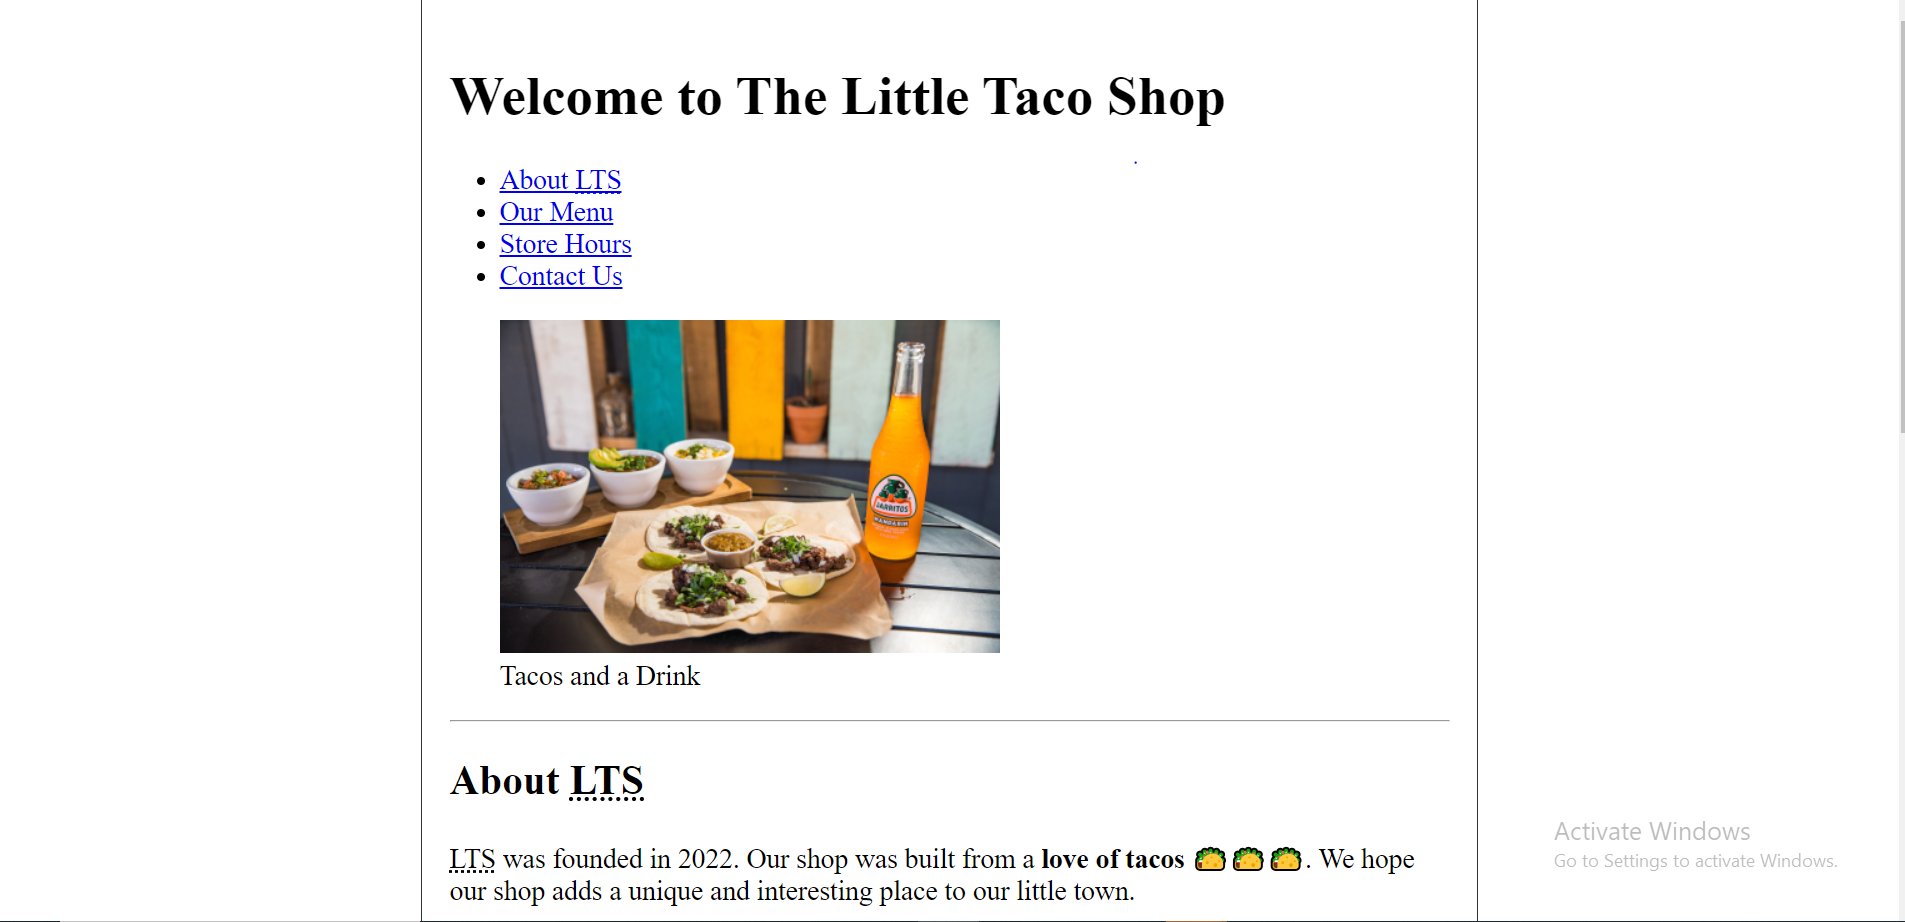 Welcome to The Little Taco Shop
About LTS
Our Menu
Store Hours
Contact Us
JARRITOS
MANDARIN
Tacos and a Drink
About LTS
LTS was founded in 2022. Our shop was built from a love of tacos 🌮🌮🌮. We hope
our shop adds a unique and interesting place to our little town.
Activate Windows
Go to Settings to activate Windows.